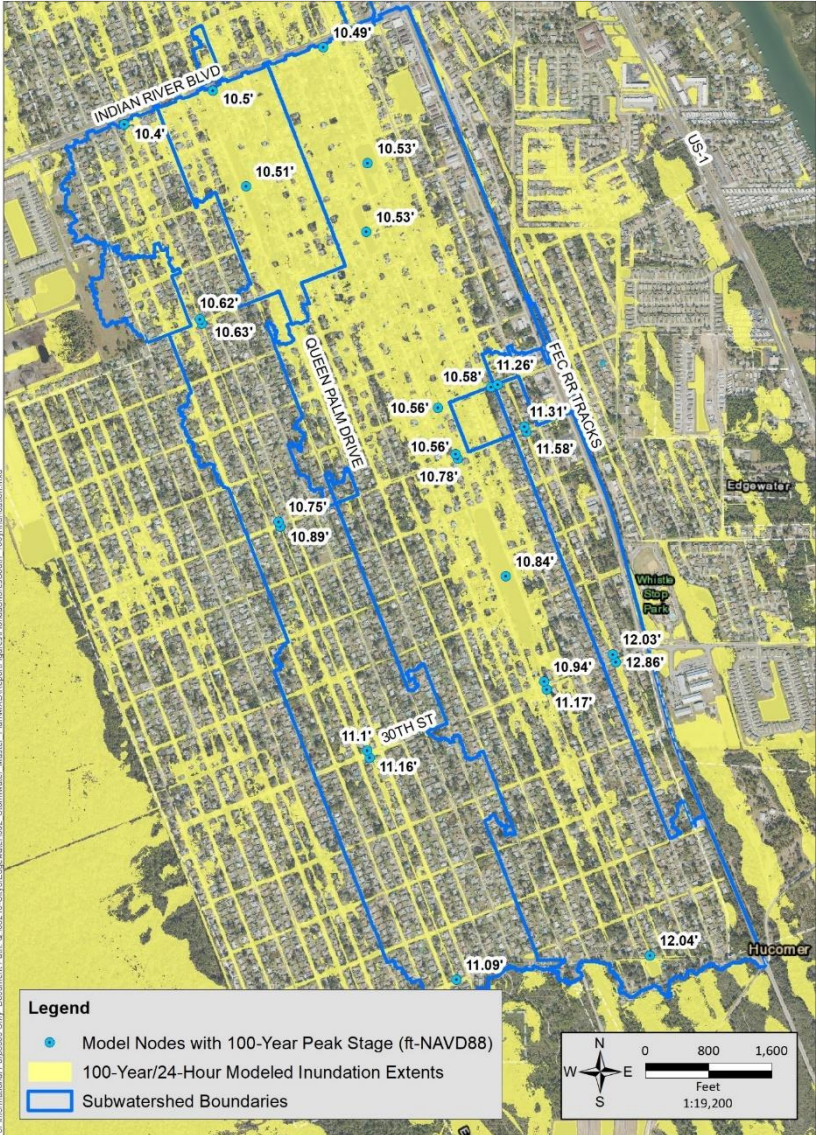 10.49'
INDIAN RIVER BLVD
10.5'
10.4'
US-1
10.53'
10.51'
10.53'
10.62'
10.63'
QUEEN PALM DRIVE
FEC RR TRACKS
11.26'
10.58'
10.56'
11.31'
11.58'
10.56'
10.78'
Edgewater
10.75'
10.89'
10.84'
Whistle
Stop
Park
12.03'
12.86'
10.94'
11.17'
30TH ST
11.1'
11.16'
12.04'
Hucomer
11.09'
Legend
Model Nodes with 100-Year Peak Stage (ft-NAVD88)
100-Year/24-Hour Modeled Inundation Extents
Subwatershed Boundaries
N
W E
S
0 800 1,600
Feet
1:19,200